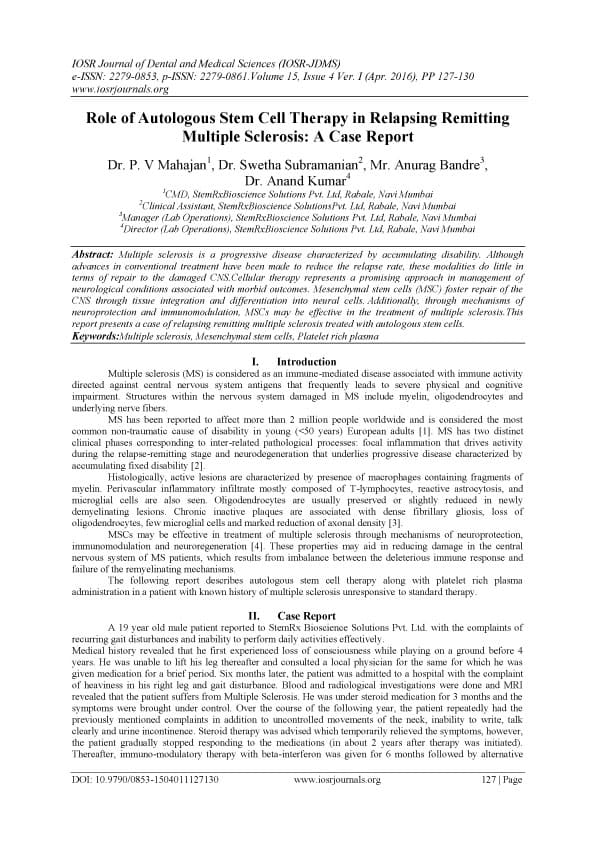 IOSR Journal of Dental and Medical Sciences (IOSR-JDMS)
e-ISSN: 2279-0853, p-ISSN: 2279-0861.Volume 15, Issue 4 Ver. I (Apr. 2016), PP 127-130
www.iosrjournals.org
Role of Autologous Stem Cell Therapy in Relapsing Remitting
Multiple Sclerosis: A Case Report
Dr. P. V Mahajan1, Dr. Swetha Subramanian2, Mr. Anurag Bandre3,
Dr. Anand Kumar4
1CMD, StemRxBioscience Solutions Pvt. Ltd, Rabale, Navi Mumbai
2Clinical Assistant, StemRxBioscience SolutionsPvt. Ltd, Rabale, Navi Mumbai
3Manager (Lab Operations), StemRxBioscience Solutions Pvt. Ltd, Rabale, Navi Mumbai
4Director (Lab Operations), StemRxBioscience Solutions Pvt. Ltd, Rabale, Navi Mumbai
Abstract: Multiple sclerosis is a progressive disease characterized by accumulating disability. Although
advances in conventional treatment have been made to reduce the relapse rate, these modalities do little in
terms of repair to the damaged CNS.Cellular therapy represents a promising approach in management of
neurological conditions associated with morbid outcomes. Mesenchymal stem cells (MSC) foster repair of the
CNS through tissue integration and differentiation into neural cells. Additionally, through mechanisms of
neuroprotection and immunomodulation, MSCs may be effective in the treatment of multiple sclerosis.This
report presents a case of relapsing remitting multiple sclerosis treated with autologous stem cells.
Keywords:Multiple sclerosis, Mesenchymal stem cells, Platelet rich plasma
I. Introduction
Multiple sclerosis (MS) is considered as an immune-mediated disease associated with immune activity
directed against central nervous system antigens that frequently leads to severe physical and cognitive
impairment. Structures within the nervous system damaged in MS include myelin, oligodendrocytes and
underlying nerve fibers.
MS has been reported to affect more than 2 million people worldwide and is considered the most
common non-traumatic cause of disability in young (<50 years) European adults [1]. MS has two distinct
clinical phases corresponding to inter-related pathological processes: focal inflammation that drives activity
during the relapse-remitting stage and neurodegeneration that underlies progressive disease characterized by
accumulating fixed disability [2].
Histologically, active lesions are characterized by presence of macrophages containing fragments of
myelin. Perivascular inflammatory infiltrate mostly composed of T-lymphocytes, reactive astrocytosis, and
microglial cells are also seen. Oligodendrocytes are usually preserved or slightly reduced in newly
demyelinating lesions. Chronic inactive plaques are associated with dense fibrillary gliosis, loss of
oligodendrocytes, few microglial cells and marked reduction of axonal density [3].
MSCs may be effective in treatment of multiple sclerosis through mechanisms of neuroprotection,
immunomodulation and neuroregeneration [4]. These properties may aid in reducing damage in the central
nervous system of MS patients, which results from imbalance between the deleterious immune response and
failure of the remyelinating mechanisms.
The following report describes autologous stem cell therapy along with platelet rich plasma
administration in a patient with known history of multiple sclerosis unresponsive to standard therapy.
II. Case Report
A 19 year old male patient reported to StemRx Bioscience Solutions Pvt. Ltd. with the complaints of
recurring gait disturbances and inability to perform daily activities effectively.
Medical history revealed that he first experienced loss of consciousness while playing on a ground before 4
years. He was unable to lift his leg thereafter and consulted a local physician for the same for which he was
given medication for a brief period. Six months later, the patient was admitted to a hospital with the complaint
of heaviness in his right leg and gait disturbance. Blood and radiological investigations were done and MRI
revealed that the patient suffers from Multiple Sclerosis. He was under steroid medication for 3 months and the
symptoms were brought under control. Over the course of the following year, the patient repeatedly had the
previously mentioned complaints in addition to uncontrolled movements of the neck, inability to write, talk
clearly and urine incontinence. Steroid therapy was advised which temporarily relieved the symptoms, however,
the patient gradually stopped responding to the medications (in about 2 years after therapy was initiated).
Thereafter, immuno-modulatory therapy with beta-interferon was given for 6 months followed by alternative
DOI: 10.9790/0853-1504011127130 www.iosrjournals.org 127 | Page